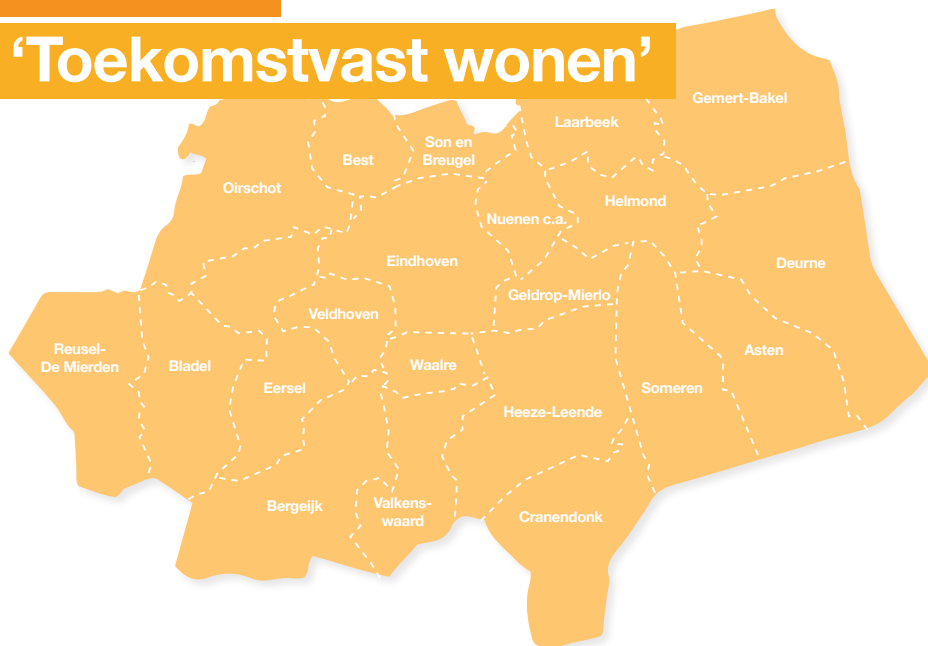 ‘Toekomstvast wonen’
Gemert-Bakel
Laarbeek
Son en
Breugel
Best
Oirschot
Helmond
Nuenen c.a.
Eindhoven
Deurne
Geldrop-Mierlo
Veldhoven
Reusel-
De Mierden
Bladel
Waalre
Asten
Eersel
Someren
Heeze-Leende
Bergeijk
Valkens-
waard
Cranendonk